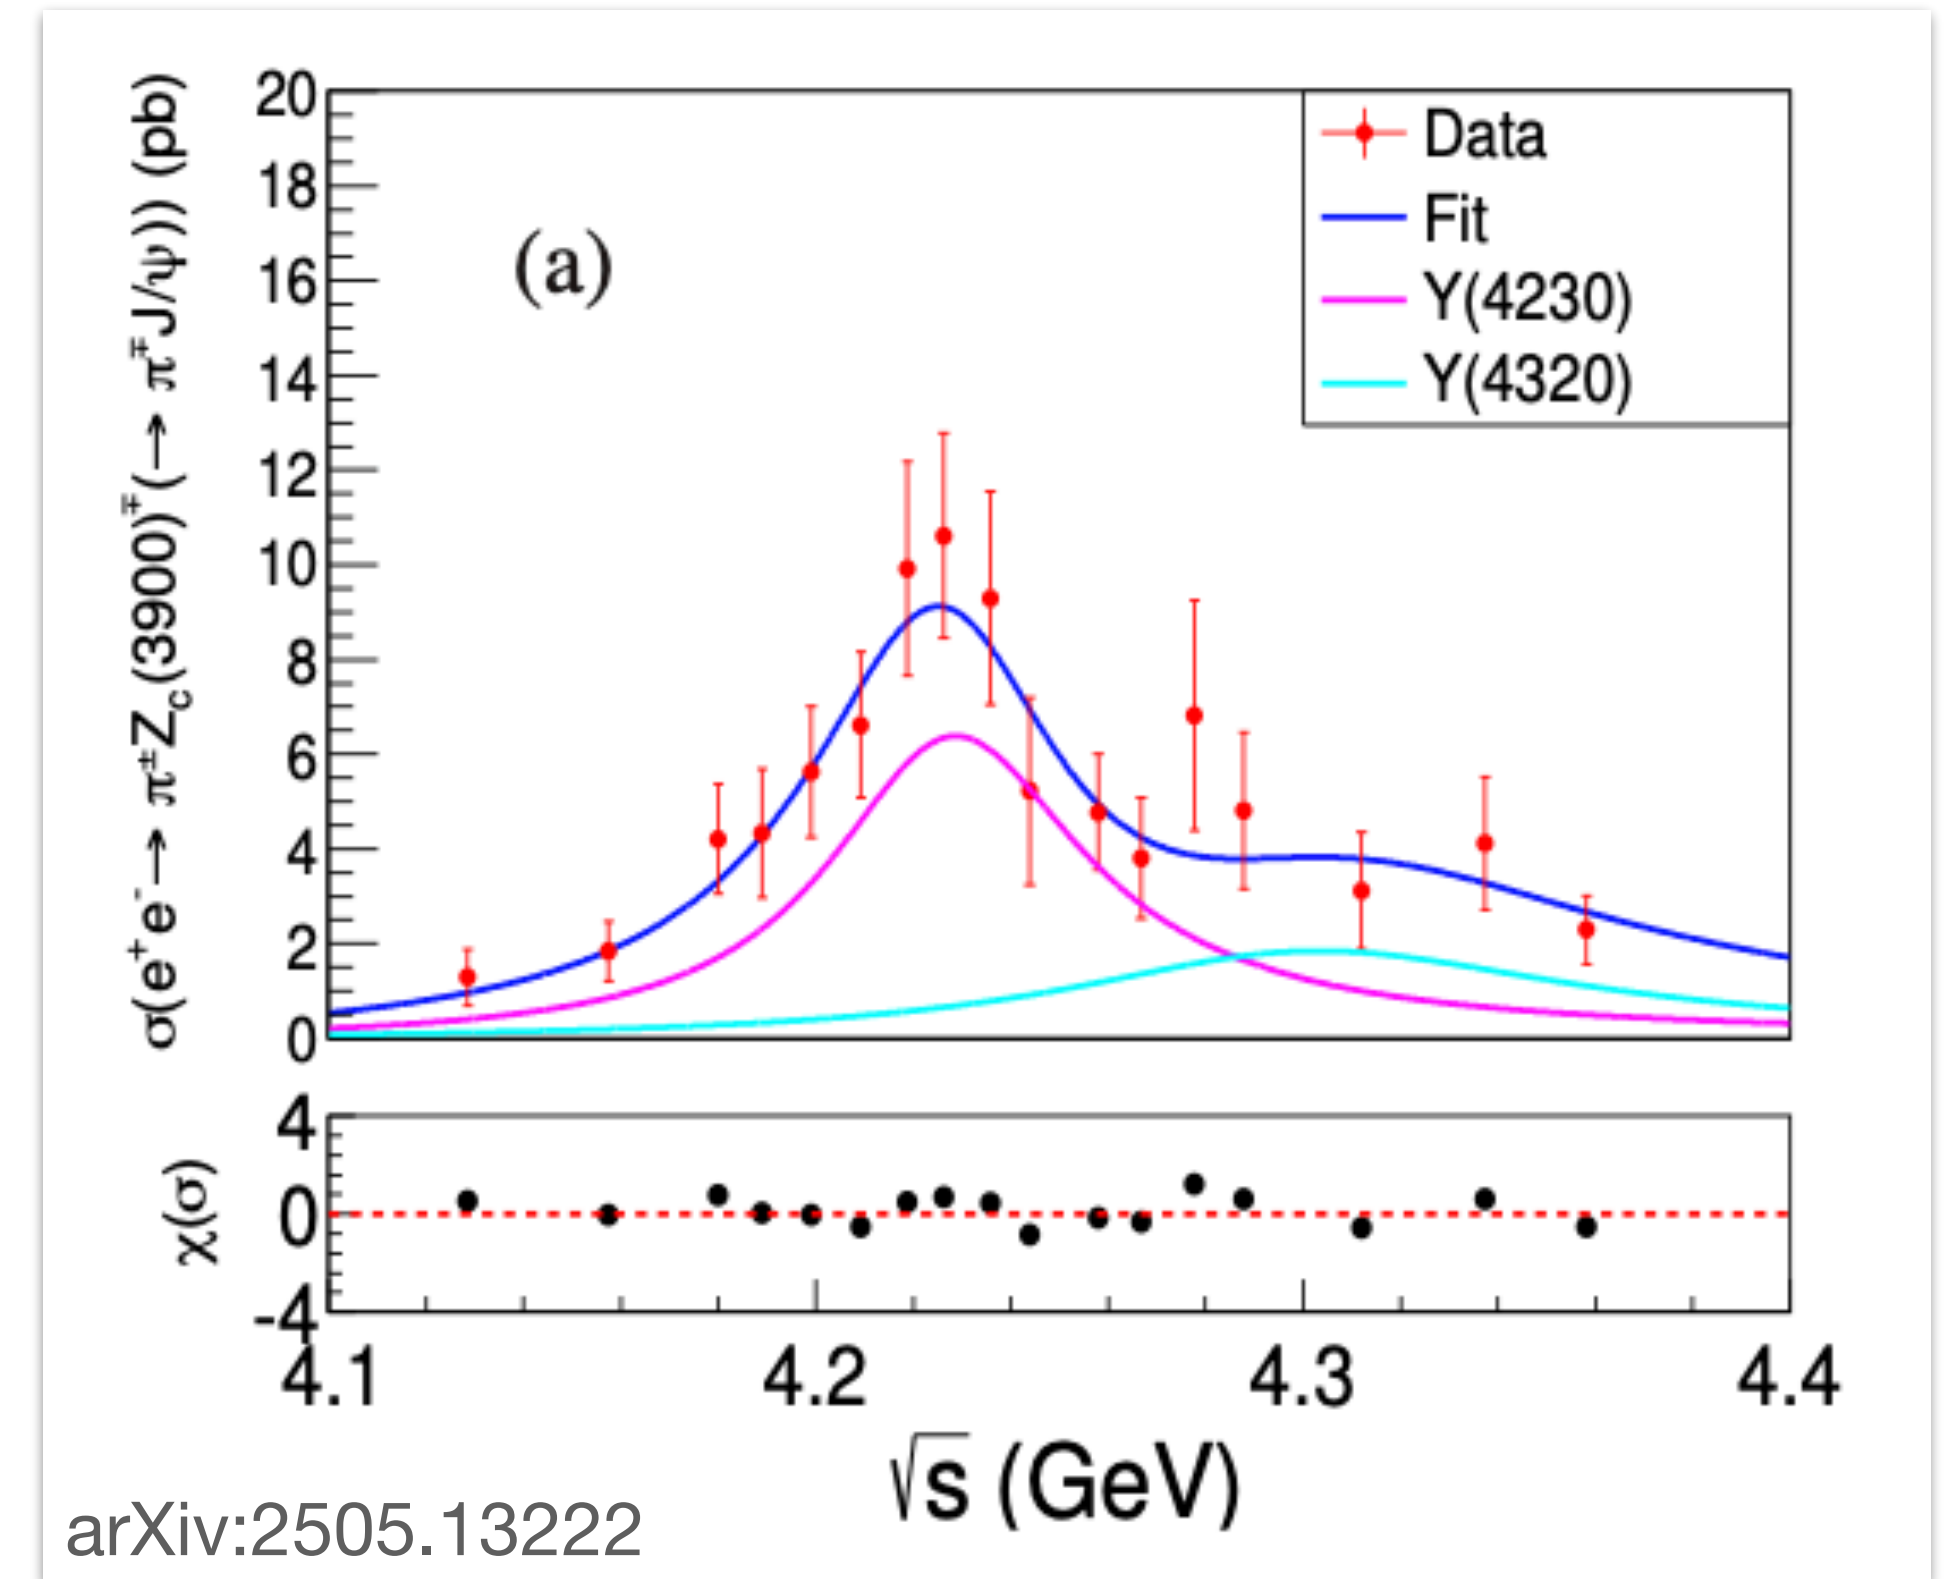 σ(e⁺e⁻→ π±Z_c(3900)∓(→ π∓J/ψ)) (pb)
20
18
16
14
12
10
8
6
4
2
0
(a)
Data
Fit
Y(4230)
Y(4320)
χ(σ)
4
0
-4
4.1 4.2 4.3 4.4
√s (GeV)
arXiv:2505.13222